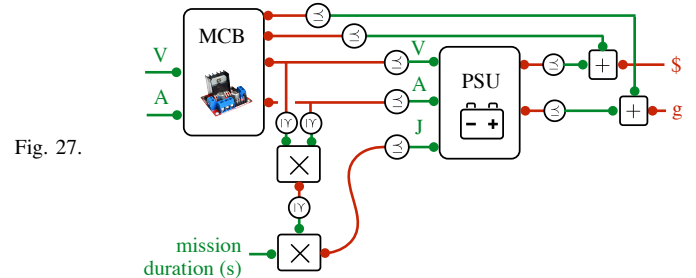 MCB
V
A
V
A
J
PSU
$
g
+
+
×
×
Fig. 27.
mission
duration (s)
⪯
⪯
⪯
⪯
⪯
⪯
⪯
⪯
⪯
⪯